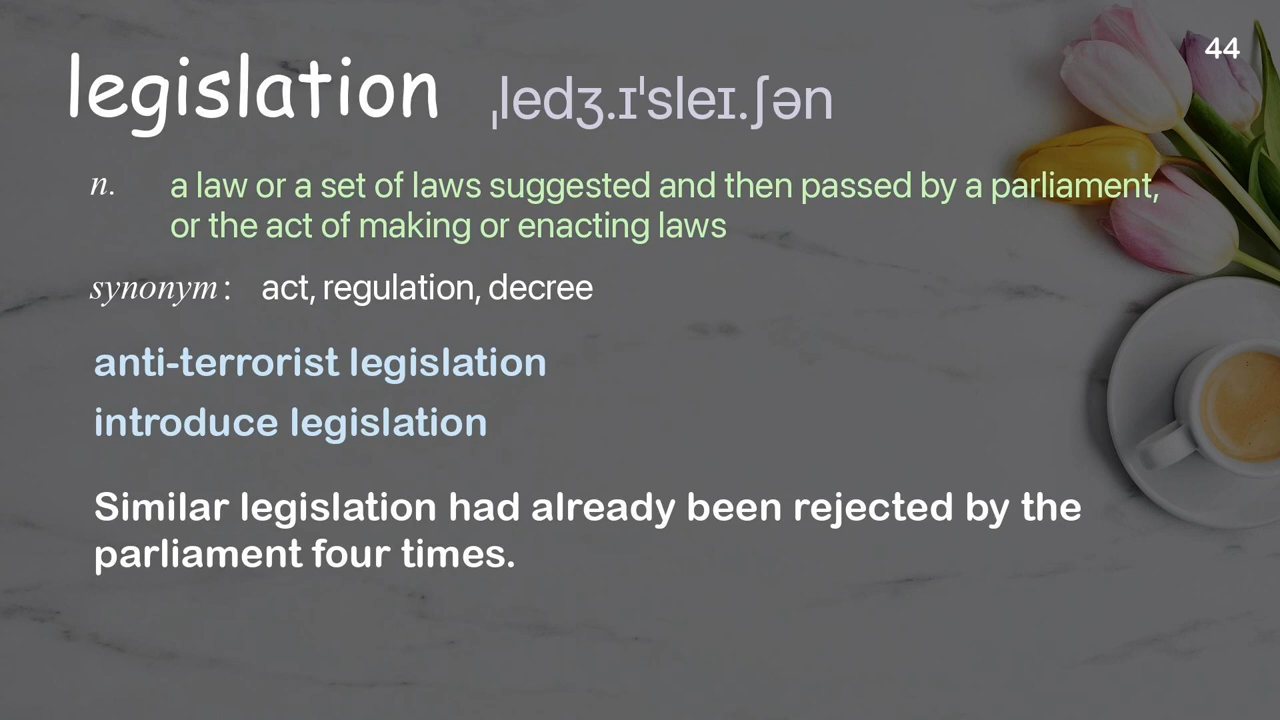 44
legislation ˌledʒ.ɪˈsleɪ.ʃən
n. a law or a set of laws suggested and then passed by a parliament,
or the act of making or enacting laws
synonym : act, regulation, decree
anti-terrorist legislation
introduce legislation
Similar legislation had already been rejected by the
parliament four times.